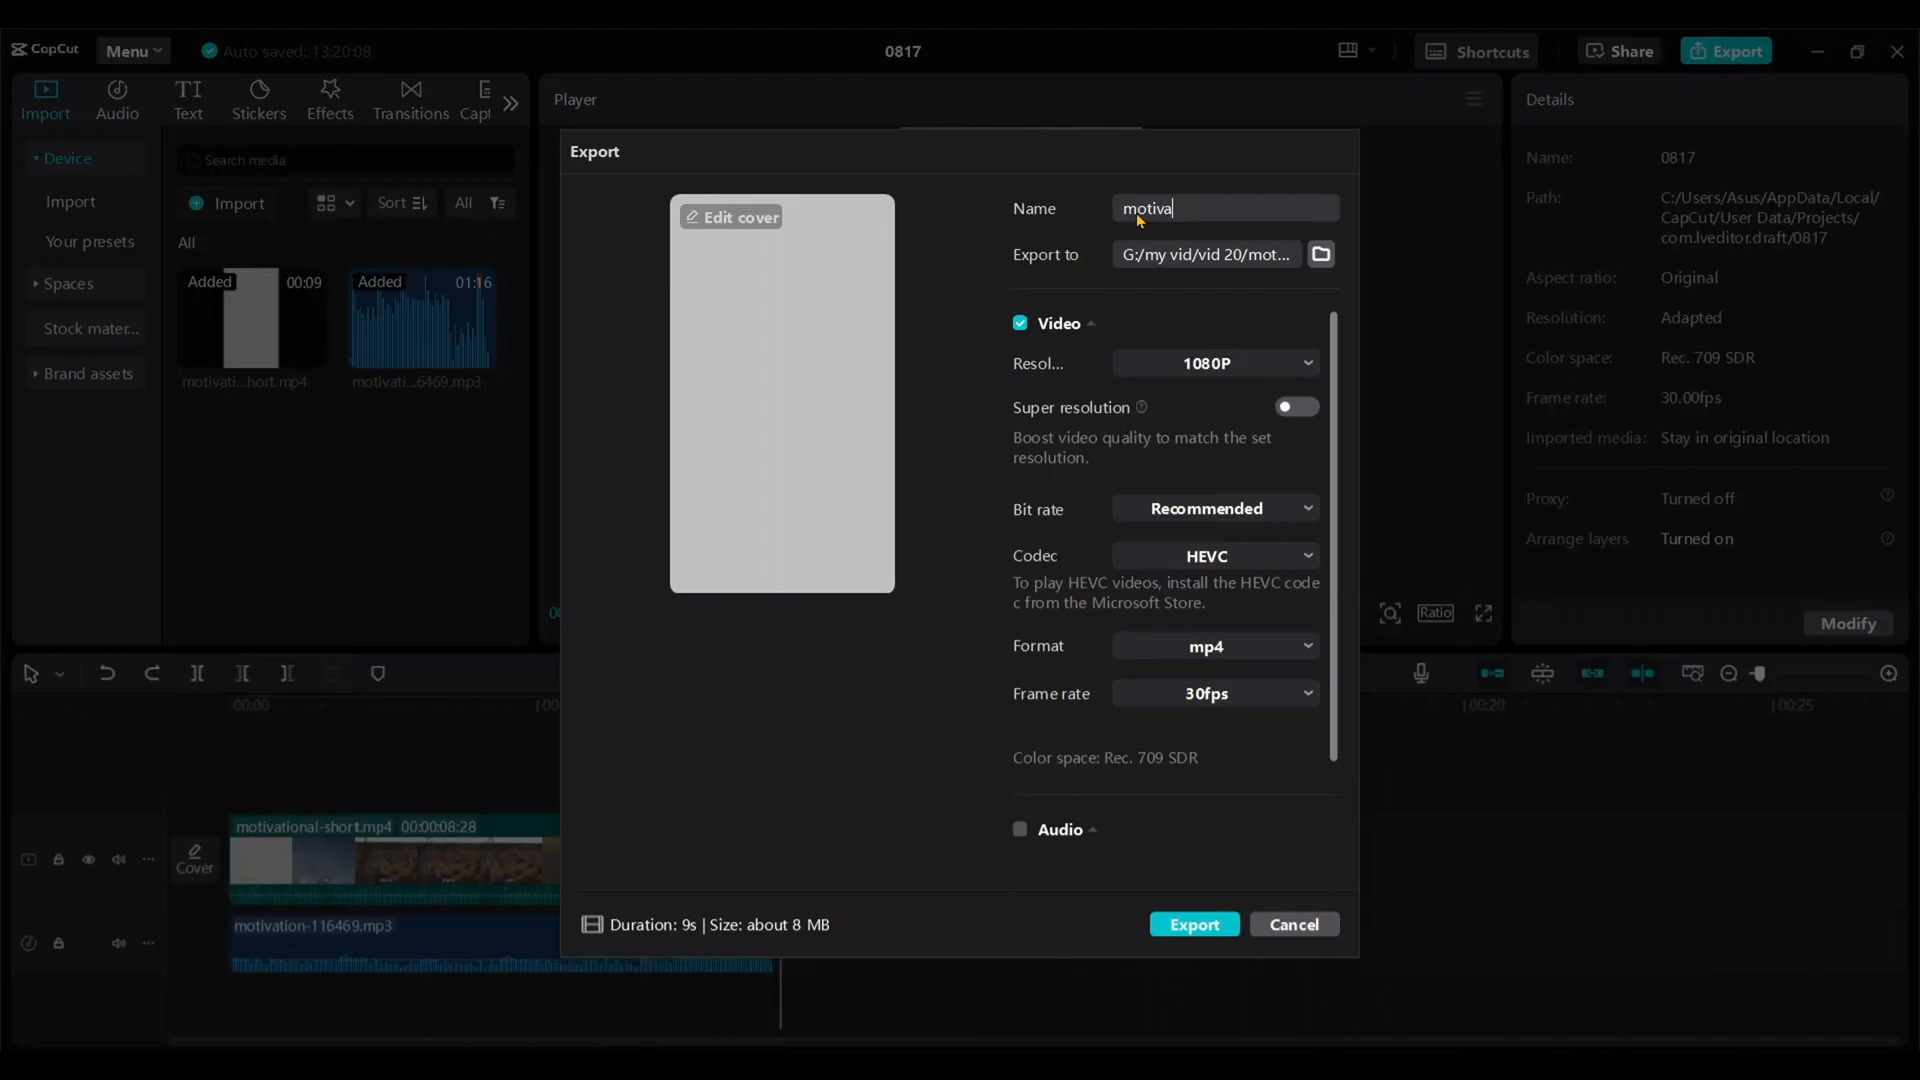 CapCut
Menu
Auto saved: 13:20:08
0817
Shortcuts
Share
Export
Import
Audio
Text
Stickers
Effects
Transitions
Capt
Player
Details
Device
Import
Your presets
Spaces
Stock mater...
Brand assets
Search media
Import
Sort
All
All
Added
00:09
motivati...hort.mp4
Added
01:16
motivati...6469.mp3
Export
Edit cover
Name
motiva
Export to
G:/my vid/vid 20/mot...
Video
Resol...
1080P
Super resolution
Boost video quality to match the set
resolution.
Bit rate
Recommended
Codec
HEVC
To play HEVC videos, install the HEVC code
c from the Microsoft Store.
Format
mp4
Frame rate
30fps
Color space: Rec. 709 SDR
Audio
Duration: 9s | Size: about 8 MB
Export
Cancel
Name:
0817
Path:
C:/Users/Asus/AppData/Local/
CapCut/User Data/Projects/
com.lveditor.draft/0817
Aspect ratio:
Original
Resolution:
Adapted
Color space:
Rec. 709 SDR
Frame rate:
30.00fps
Imported media:
Stay in original location
Proxy:
Turned off
Arrange layers
Turned on
Modify
Ratio
00:00
00:20
00:25
Cover
motivational-short.mp4 00:00:08:28
motivation-116469.mp3